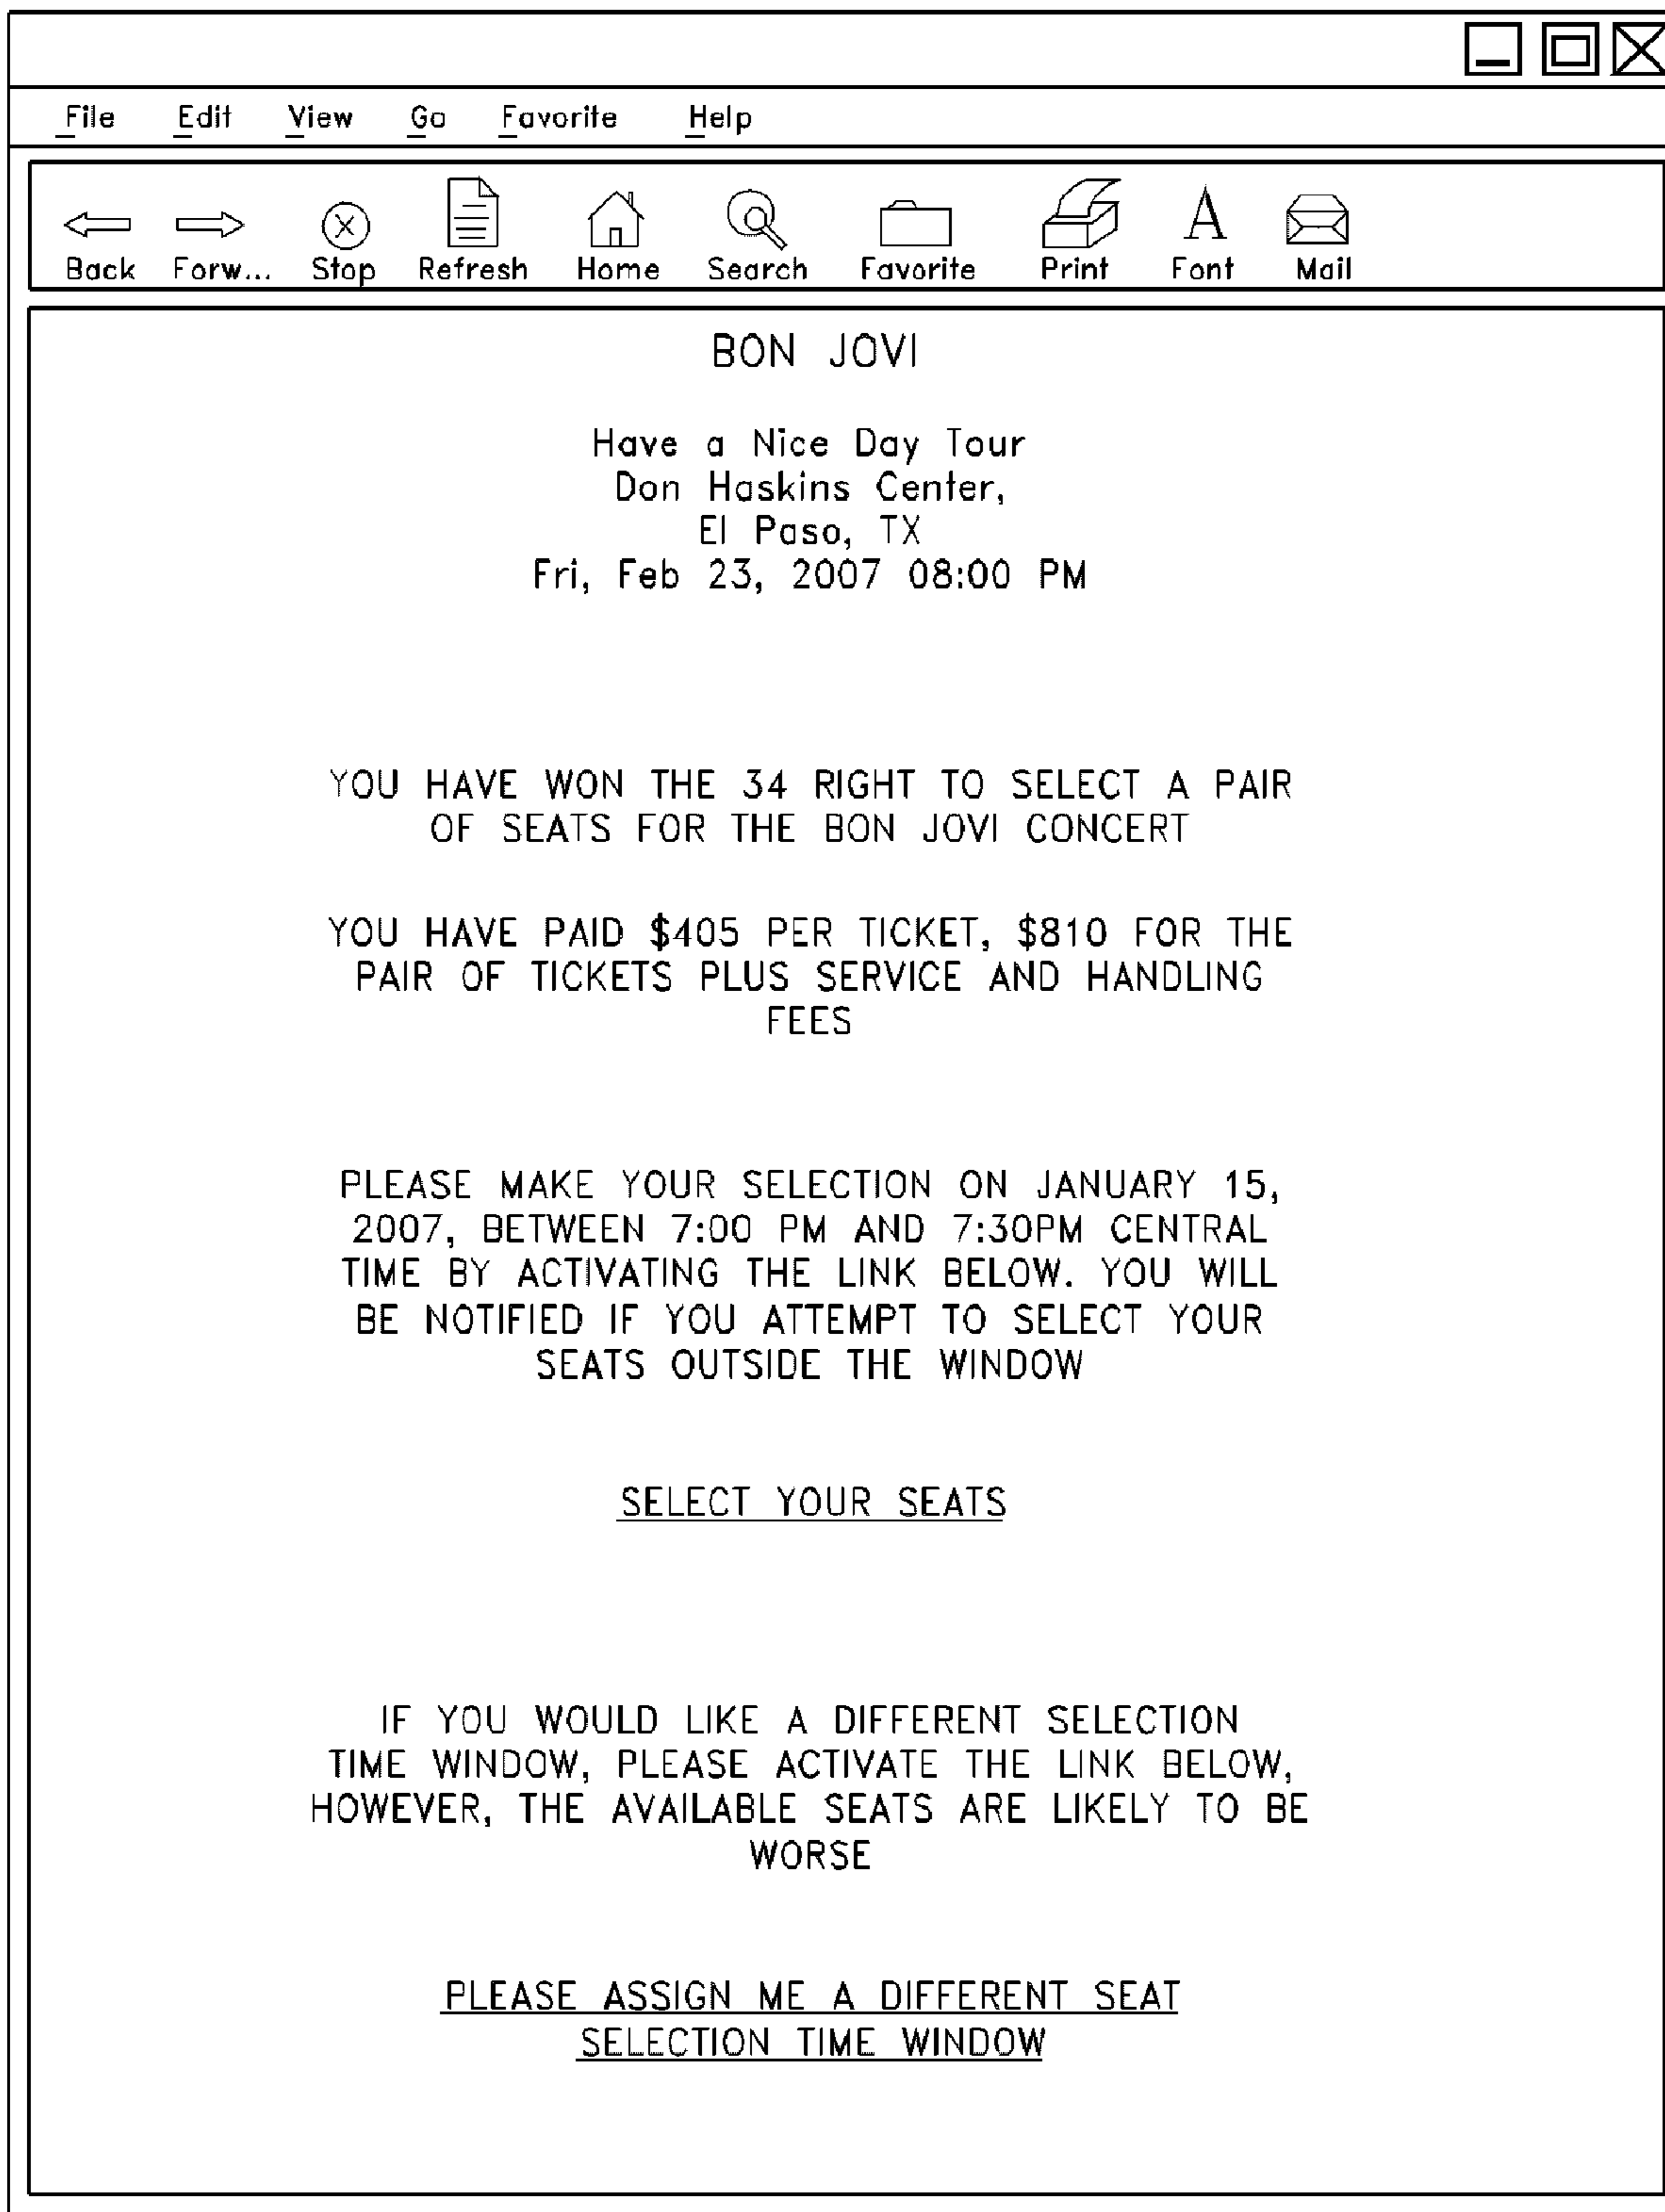 File Edit View Go Favorite Help
Back Forw... Stop Refresh Home Search Favorite Print Font Mail
BON JOVI
Have a Nice Day Tour
Don Haskins Center,
El Paso, TX
Fri, Feb 23, 2007 08:00 PM
YOU HAVE WON THE 34 RIGHT TO SELECT A PAIR
OF SEATS FOR THE BON JOVI CONCERT
YOU HAVE PAID $405 PER TICKET, $810 FOR THE
PAIR OF TICKETS PLUS SERVICE AND HANDLING
FEES
PLEASE MAKE YOUR SELECTION ON JANUARY 15,
2007, BETWEEN 7:00 PM AND 7:30PM CENTRAL
TIME BY ACTIVATING THE LINK BELOW. YOU WILL
BE NOTIFIED IF YOU ATTEMPT TO SELECT YOUR
SEATS OUTSIDE THE WINDOW
SELECT YOUR SEATS
IF YOU WOULD LIKE A DIFFERENT SELECTION
TIME WINDOW, PLEASE ACTIVATE THE LINK BELOW,
HOWEVER, THE AVAILABLE SEATS ARE LIKELY TO BE
WORSE
PLEASE ASSIGN ME A DIFFERENT SEAT
SELECTION TIME WINDOW